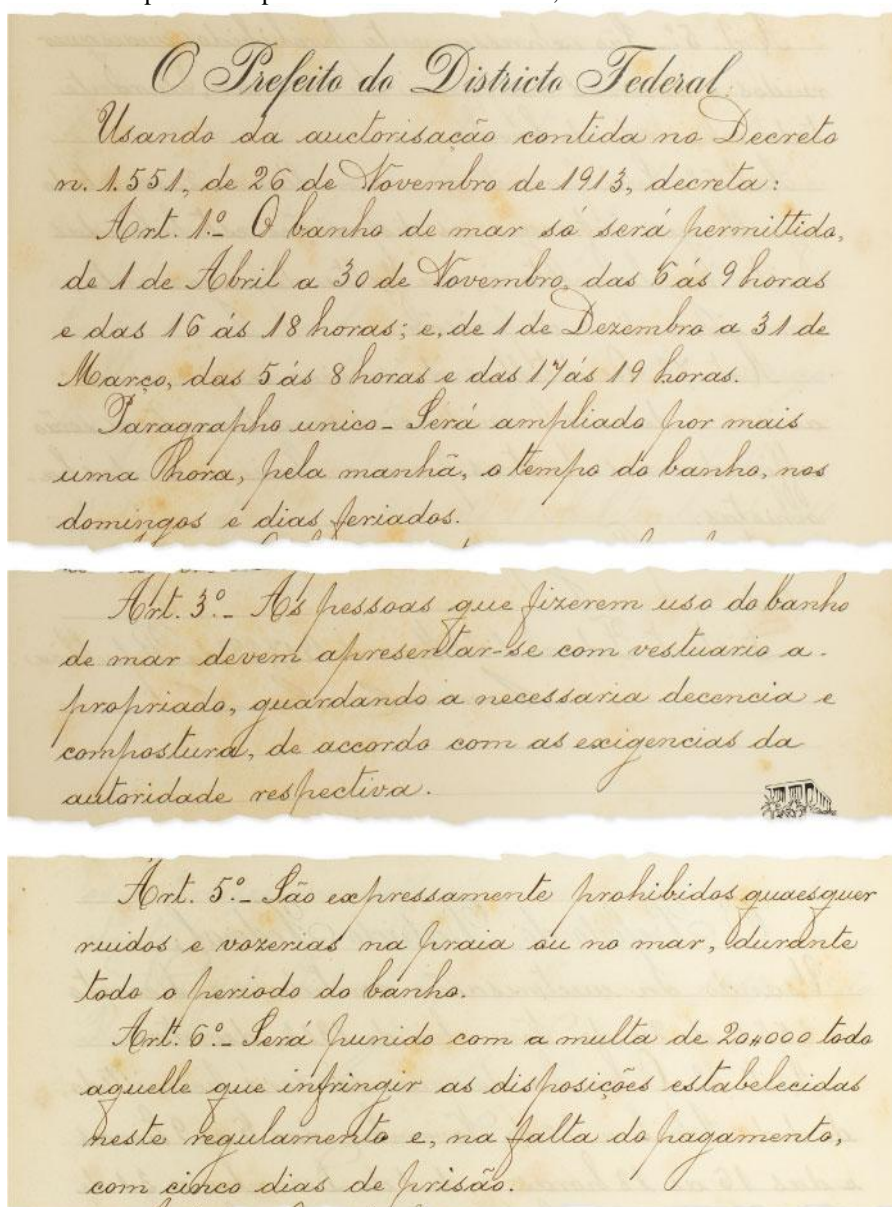 O Prefeito do Districto Federal:
Usando da auctorisação contida no Decreto
n. 1.551, de 26 de Novembro de 1913, decreta:
Art. 1.º O banho de mar só será permittido,
de 1 de Abril a 30 de Novembro, das 6 ás 9 horas
e das 16 ás 18 horas; e, de 1 de Dezembro a 31 de
Março, das 5 ás 8 horas e das 17 ás 19 horas.
Paragrapho unico - Será ampliado por mais
uma hora, pela manhã, o tempo do banho, nos
domingos e dias feriados.
Art. 3.º - As pessoas que fizerem uso do banho
de mar devem apresentar-se com vestuario a-
propriado, guardando a necessaria decencia e
compostura, de accordo com as exigencias da
autoridade respectiva.
Art. 5.º - São expressamente prohibidos quaesquer
ruidos e vozerias na praia ou no mar, durante
todo o periodo do banho.
Art. 6.º - Será punido com a multa de 20$000 todo
aquelle que infringir as disposições estabelecidas
neste regulamento e, na falta do pagamento,
com cinco dias de prisão.